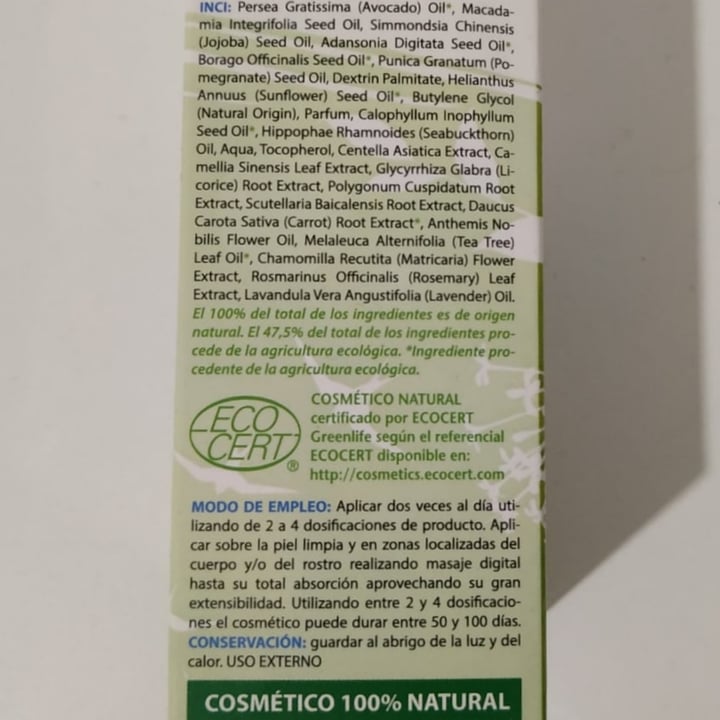 INCI: Persea Gratissima (Avocado) Oil*, Macada-
mia Integrifolia Seed Oil, Simmondsia Chinensis
(Jojoba) Seed Oil, Adansonia Digitata Seed Oil*,
Borago Officinalis Seed Oil*, Punica Granatum (Po-
megranate) Seed Oil, Dextrin Palmitate, Helianthus
Annuus (Sunflower) Seed Oil*, Butylene Glycol
(Natural Origin), Parfum, Calophyllum Inophyllum
Seed Oil*, Hippophae Rhamnoides (Seabuckthorn)
Oil, Aqua, Tocopherol, Centella Asiatica Extract, Ca-
mellia Sinensis Leaf Extract, Glycyrrhiza Glabra (Li-
corice) Root Extract, Polygonum Cuspidatum Root
Extract, Scutellaria Baicalensis Root Extract, Daucus
Carota Sativa (Carrot) Root Extract*, Anthemis No-
bilis Flower Oil, Melaleuca Alternifolia (Tea Tree)
Leaf Oil*, Chamomilla Recutita (Matricaria) Flower
Extract, Rosmarinus Officinalis (Rosemary) Leaf
Extract, Lavandula Vera Angustifolia (Lavender) Oil.
El 100% del total de los ingredientes es de origen
natural. El 47,5% del total de los ingredientes pro-
cede de la agricultura ecológica. *Ingrediente pro-
cedente de la agricultura ecológica.
ECO
CERT®
COSMÉTICO NATURAL
certificado por ECOCERT
Greenlife según el referencial
ECOCERT disponible en:
http://cosmetics.ecocert.com
MODO DE EMPLEO: Aplicar dos veces al día uti-
lizando de 2 a 4 dosificaciones de producto. Apli-
car sobre la piel limpia y en zonas localizadas del
cuerpo y/o del rostro realizando masaje digital
hasta su total absorción aprovechando su gran
extensibilidad. Utilizando entre 2 y 4 dosificacio-
nes el cosmético puede durar entre 50 y 100 días.
CONSERVACIÓN: guardar al abrigo de la luz y del
calor. USO EXTERNO
COSMÉTICO 100% NATURAL